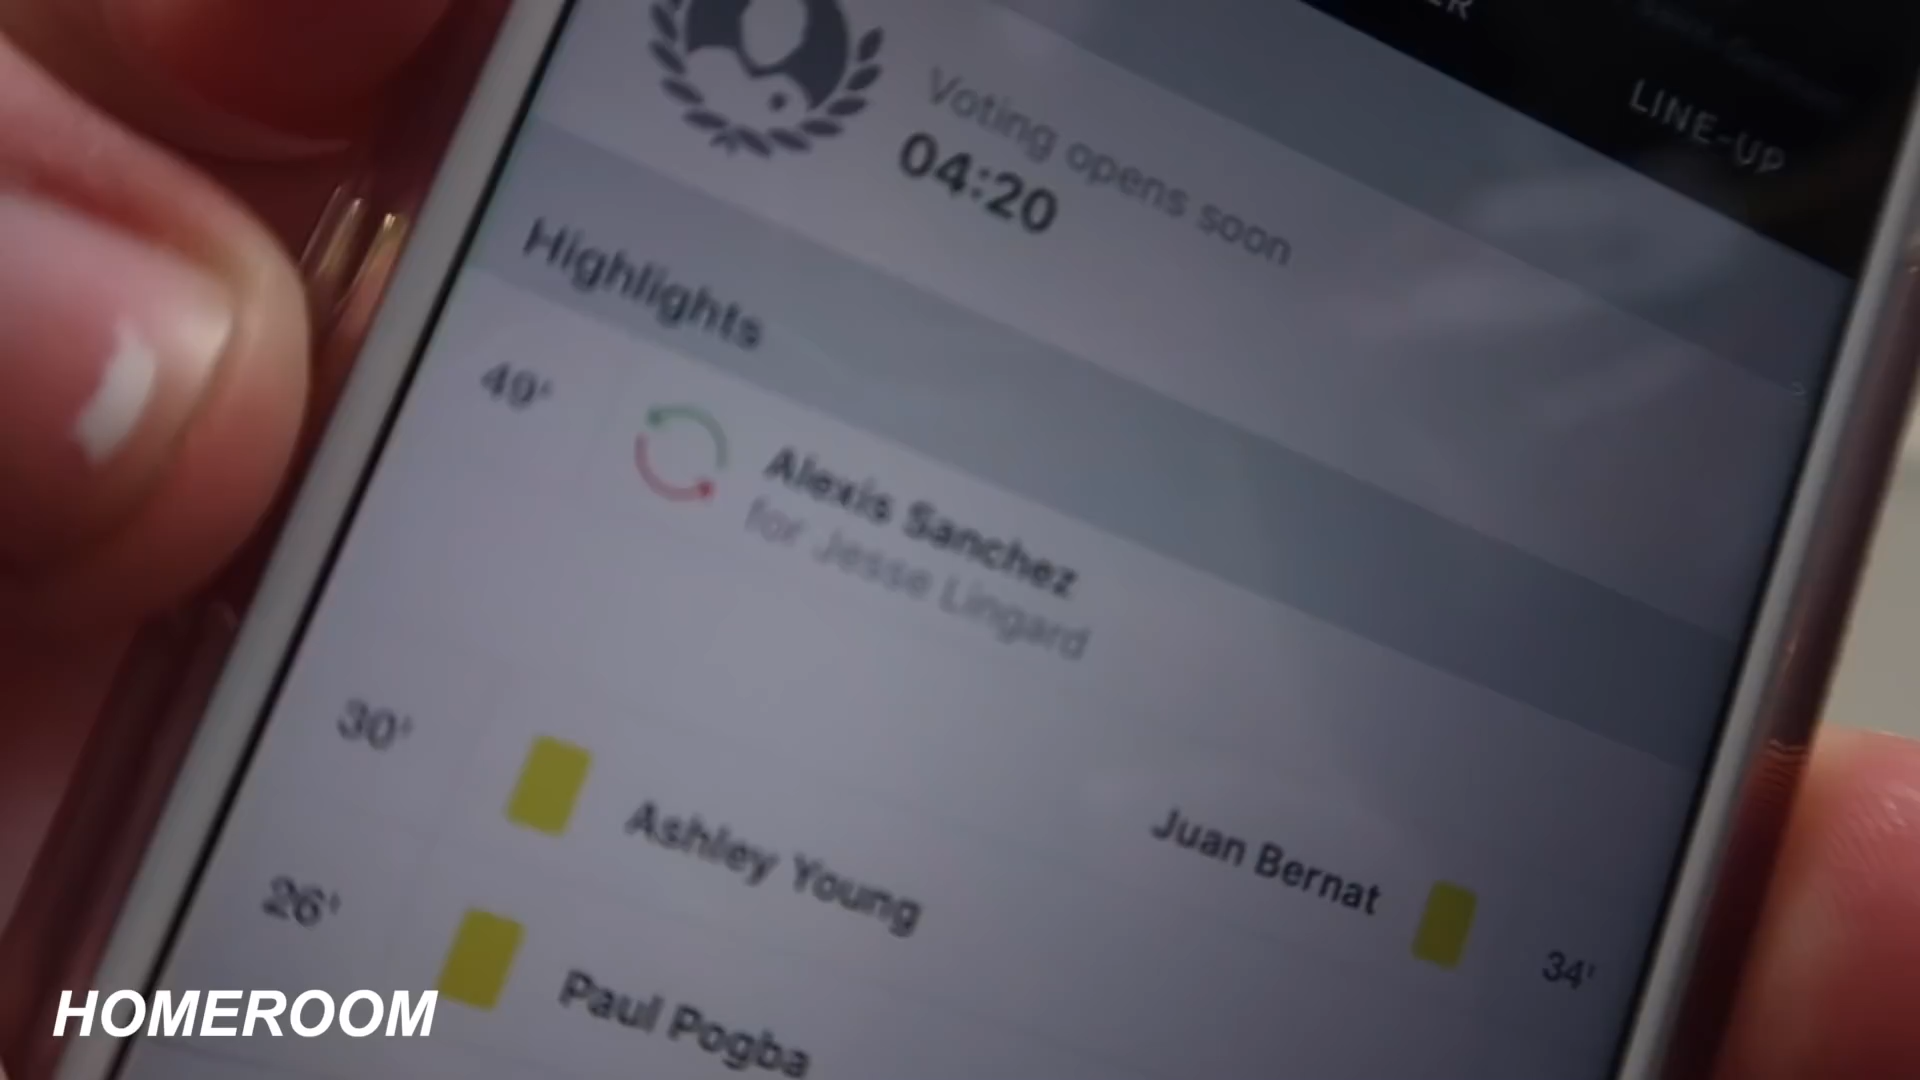 LINE-UP
Voting opens soon
04:20
Highlights
49' Alexis Sanchez
for Jesse Lingard
Juan Bernat 34'
30' Ashley Young
26' Paul Pogba
HOMEROOM